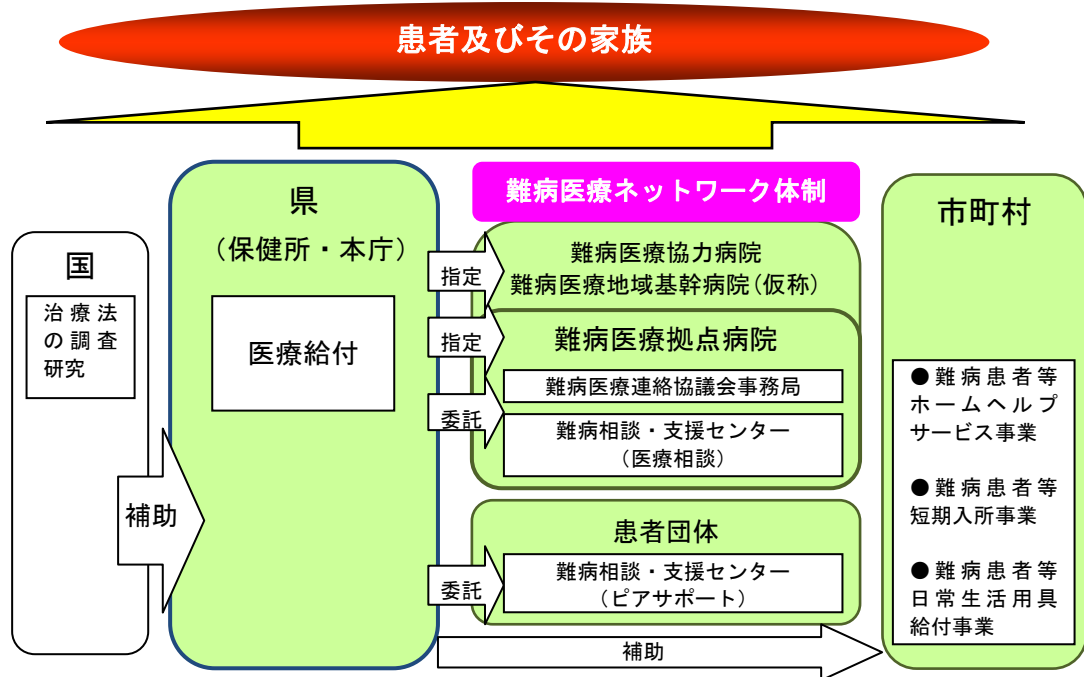 患者及びその家族
国
治療法
の調査
研究
補助
県
(保健所・本庁)
医療給付
難病医療ネットワーク体制
指定
難病医療協力病院
難病医療地域基幹病院(仮称)
指定
難病医療拠点病院
委託
難病医療連絡協議会事務局
難病相談・支援センター
(医療相談)
患者団体
委託
難病相談・支援センター
(ピアサポート)
補助
市町村
●難病患者等
ホームヘルプ
サービス事業
●難病患者等
短期入所事業
●難病患者等
日常生活用具
給付事業